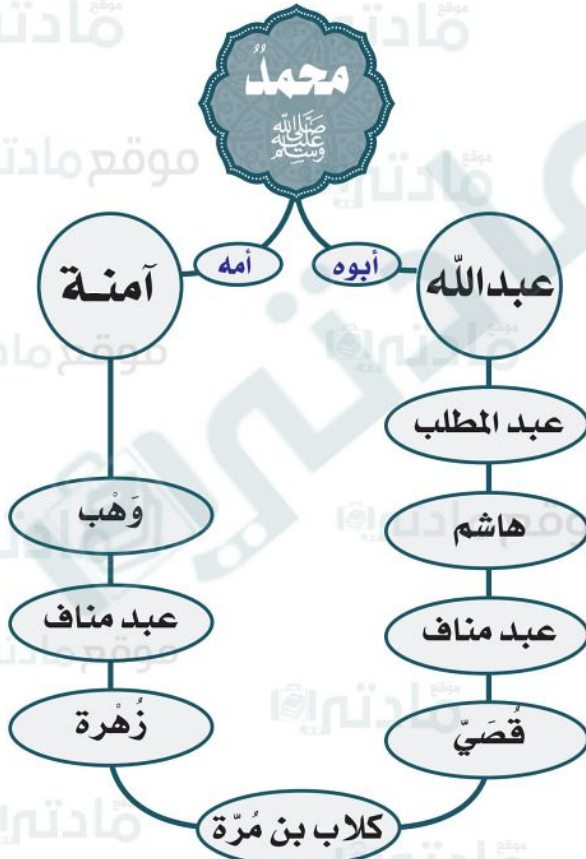 محمدٌ
صلى الله عليه وسلم
أبوه
أمه
عبدالله
آمنة
عبد المطلب
وَهْب
هاشم
عبد مناف
عبد مناف
قُصَيّ
زُهْرة
كلاب بن مُرّة
موقع مادتي